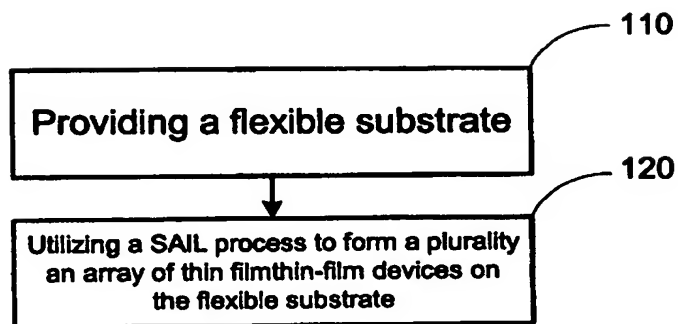 110
Providing a flexible substrate
120
Utilizing a SAIL process to form a plurality
an array of thin filmthin-film devices on
the flexible substrate